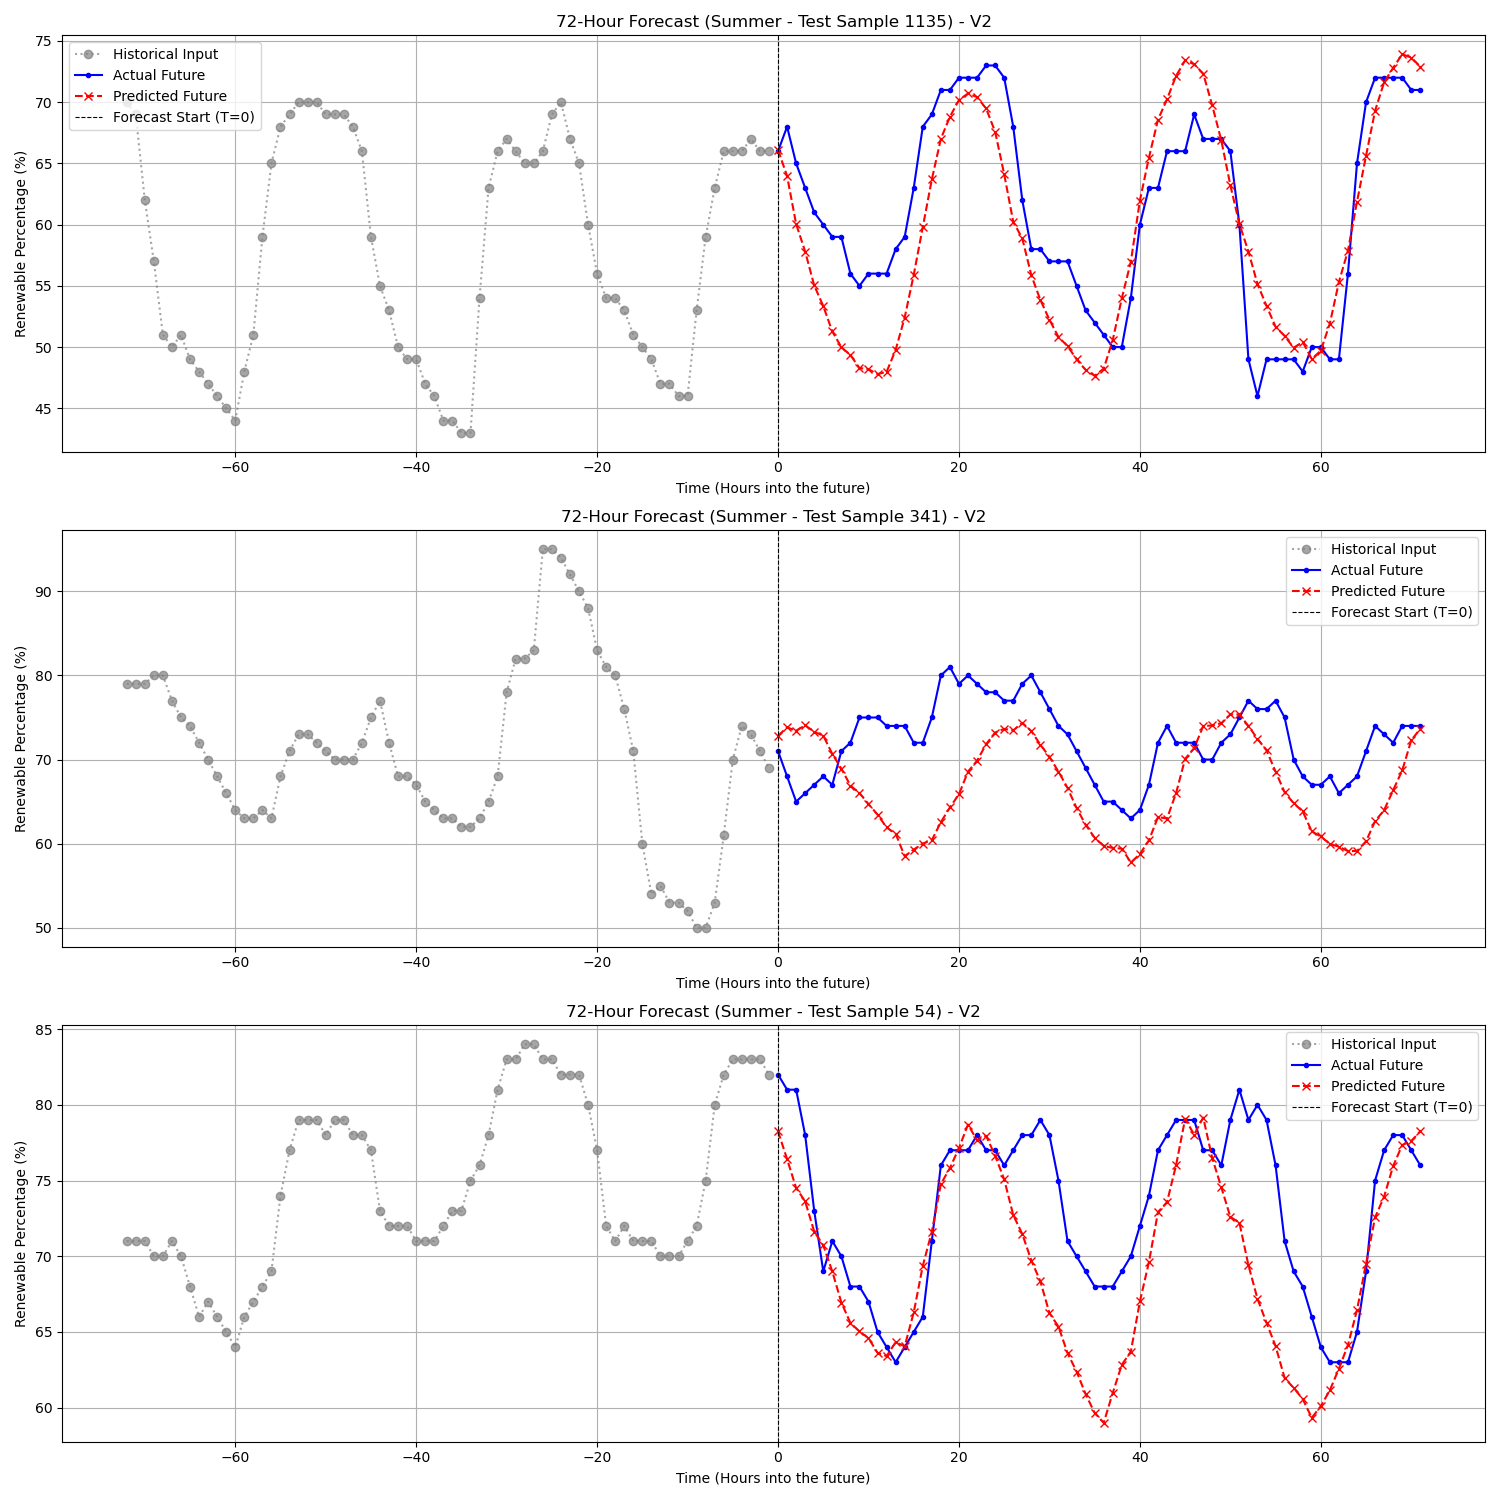 72-Hour Forecast (Summer - Test Sample 1135) - V2
Historical Input
Actual Future
Predicted Future
Forecast Start (T=0)
Renewable Percentage (%)
75
70
65
60
55
50
45
−60 −40 −20 0 20 40 60
Time (Hours into the future)
72-Hour Forecast (Summer - Test Sample 341) - V2
Historical Input
Actual Future
Predicted Future
Forecast Start (T=0)
Renewable Percentage (%)
90
80
70
60
50
−60 −40 −20 0 20 40 60
Time (Hours into the future)
72-Hour Forecast (Summer - Test Sample 54) - V2
Historical Input
Actual Future
Predicted Future
Forecast Start (T=0)
Renewable Percentage (%)
85
80
75
70
65
60
−60 −40 −20 0 20 40 60
Time (Hours into the future)